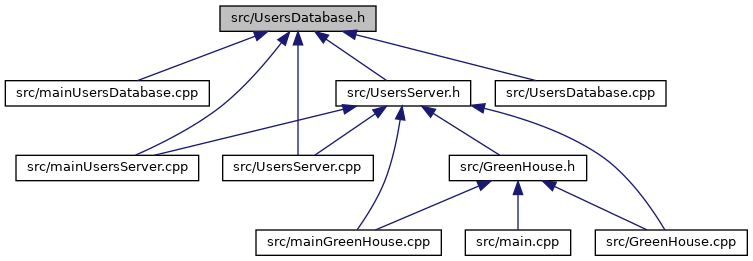 src/UsersDatabase.h
src/mainUsersDatabase.cpp
src/UsersServer.h
src/UsersDatabase.cpp
src/mainUsersServer.cpp
src/UsersServer.cpp
src/GreenHouse.h
src/mainGreenHouse.cpp
src/main.cpp
src/GreenHouse.cpp